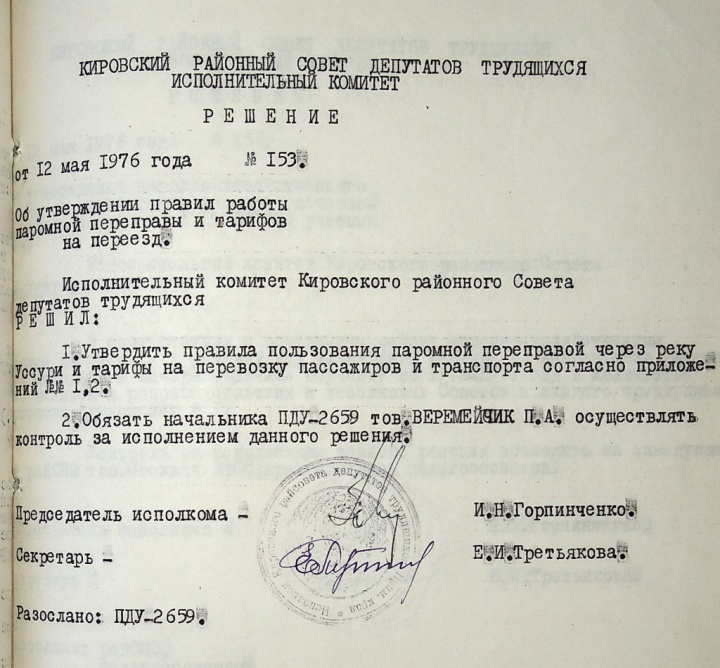 КИРОВСКИЙ РАЙОННЫЙ СОВЕТ ДЕПУТАТОВ ТРУДЯЩИХСЯ
ИСПОЛНИТЕЛЬНЫЙ КОМИТЕТ
РЕШЕНИЕ
от 12 мая 1976 года № 153.
Об утверждении правил работы
паромной переправы и тарифов
на переезд.
Исполнительный комитет Кировского районного Совета
депутатов трудящихся
РЕШИЛ:
1.Утвердить правила пользования паромной переправой через реку
Уссури и тарифы на перевозку пассажиров и транспорта согласно приложе-
ний №№ 1,2.
2.Обязать начальника ПДУ-2659 тов.ВЕРЕМЕЙЧИК П.А. осуществлять
контроль за исполнением данного решения.
Председатель исполкома - И.Н.Горпинченко.
Секретарь - Е.И.Третьякова.
Разослано: ПДУ-2659.